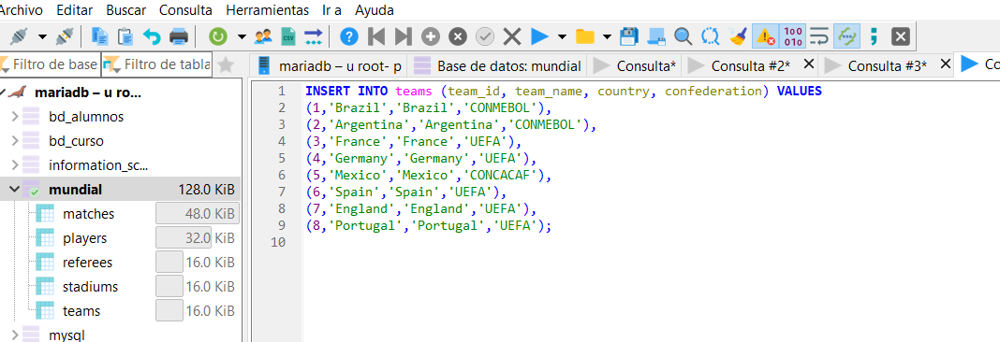 Archivo Editar Buscar Consulta Herramientas Ir a Ayuda
Filtro de base Filtro de tabla mariadb – u root- p Base de datos: mundial Consulta* Consulta #2* Consulta #3* Co
mariadb – u ro...
bd_alumnos
bd_curso
information_sc...
mundial 128.0 KiB
matches 48.0 KiB
players 32.0 KiB
referees 16.0 KiB
stadiums 16.0 KiB
teams 16.0 KiB
mysql
1 INSERT INTO teams (team_id, team_name, country, confederation) VALUES
2 (1,'Brazil','Brazil','CONMEBOL'),
3 (2,'Argentina','Argentina','CONMEBOL'),
4 (3,'France','France','UEFA'),
5 (4,'Germany','Germany','UEFA'),
6 (5,'Mexico','Mexico','CONCACAF'),
7 (6,'Spain','Spain','UEFA'),
8 (7,'England','England','UEFA'),
9 (8,'Portugal','Portugal','UEFA');
10